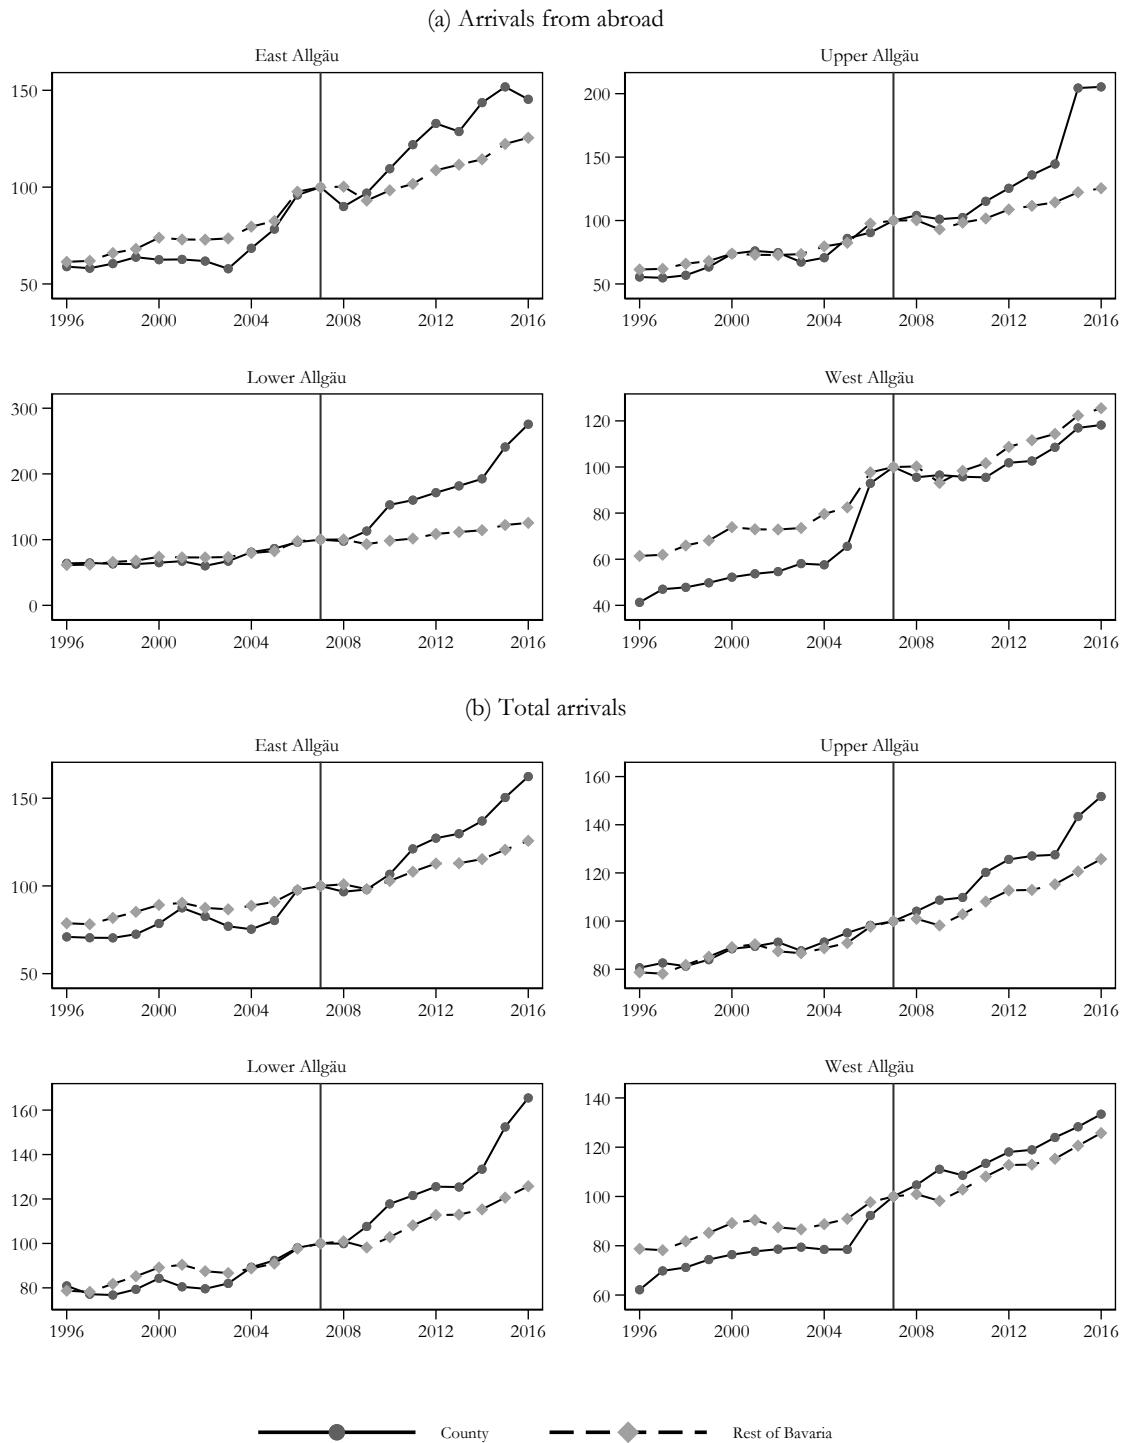 (a) Arrivals from abroad
East Allgäu
Upper Allgäu
150
100
50
1996 2000 2004 2008 2012 2016
200
150
100
50
1996 2000 2004 2008 2012 2016
Lower Allgäu
West Allgäu
300
200
100
0
1996 2000 2004 2008 2012 2016
120
100
80
60
40
1996 2000 2004 2008 2012 2016
(b) Total arrivals
East Allgäu
Upper Allgäu
150
100
50
1996 2000 2004 2008 2012 2016
160
140
120
100
80
1996 2000 2004 2008 2012 2016
Lower Allgäu
West Allgäu
160
140
120
100
80
1996 2000 2004 2008 2012 2016
140
120
100
80
60
1996 2000 2004 2008 2012 2016
County Rest of Bavaria